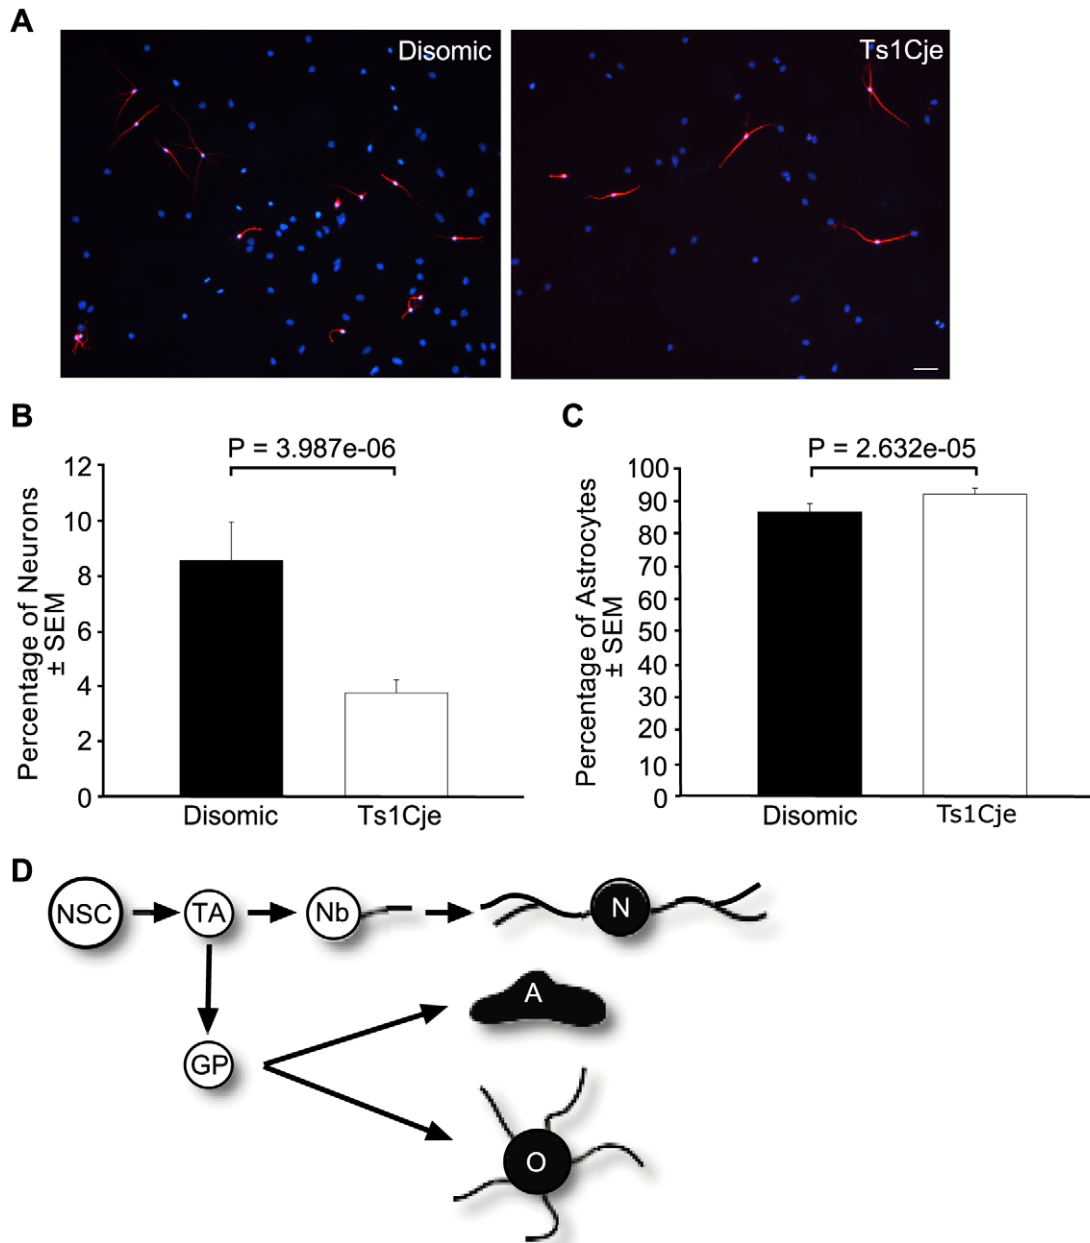 A
Disomic
Ts1Cje
B
P = 3.987e-06
Percentage of Neurons
± SEM
12
10
8
6
4
2
0
Disomic
Ts1Cje
C
P = 2.632e-05
Percentage of Astrocytes
± SEM
100
90
80
70
60
50
40
30
20
10
0
Disomic
Ts1Cje
D
NSC
TA
Nb
N
GP
A
O